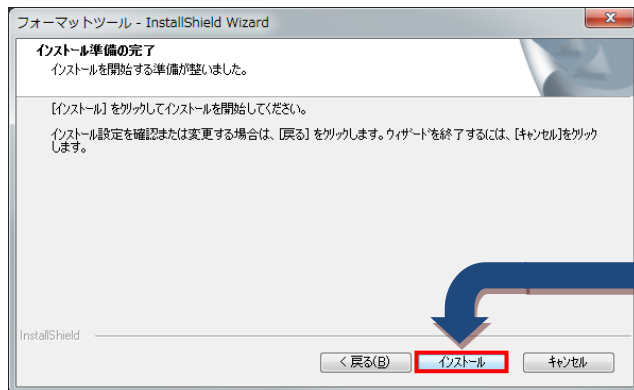 フォーマットツール - InstallShield Wizard
インストール準備の完了
インストールを開始する準備が整いました。
[インストール] をクリックしてインストールを開始してください。
インストール設定を確認または変更する場合は、[戻る] をクリックします。ウィザードを終了するには、[キャンセル]をクリック
します。
InstallShield
< 戻る(B)
インストール
キャンセル